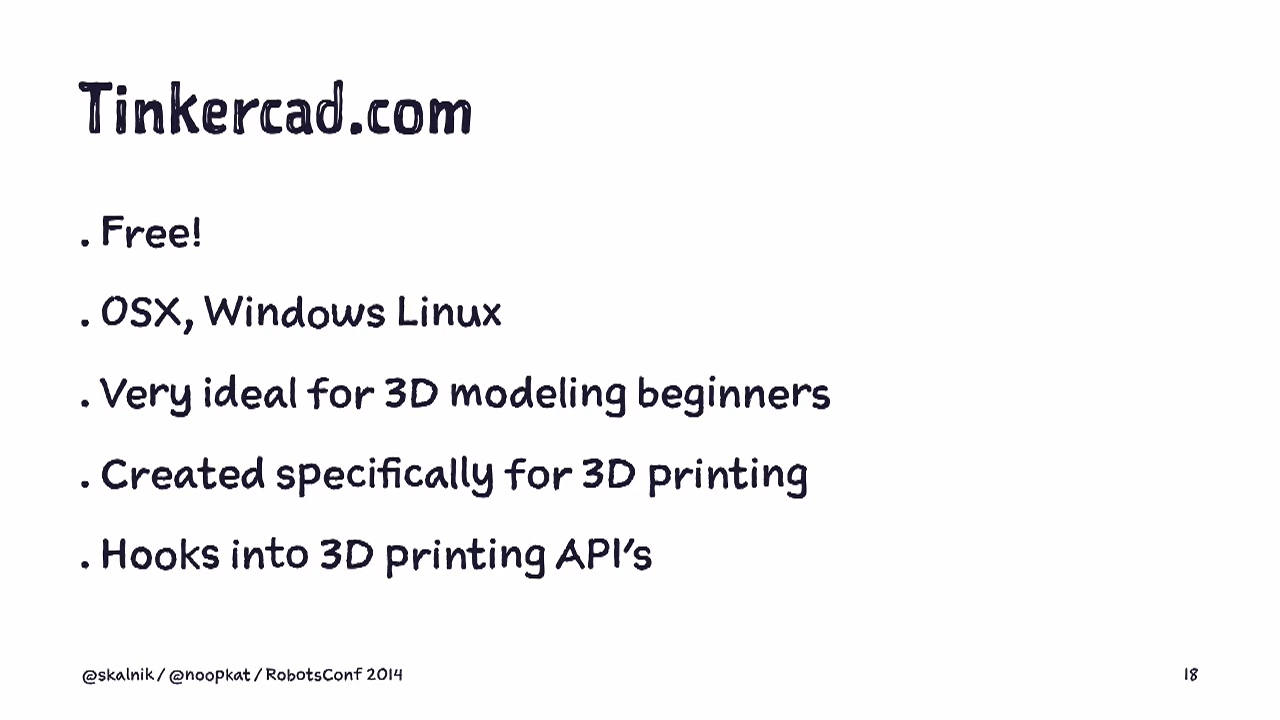 Tinkercad.com
. Free!
. OSX, Windows Linux
. Very ideal for 3D modeling beginners
. Created specifically for 3D printing
. Hooks into 3D printing API’s
@skalnik / @noopkat / RobotsConf 2014
18